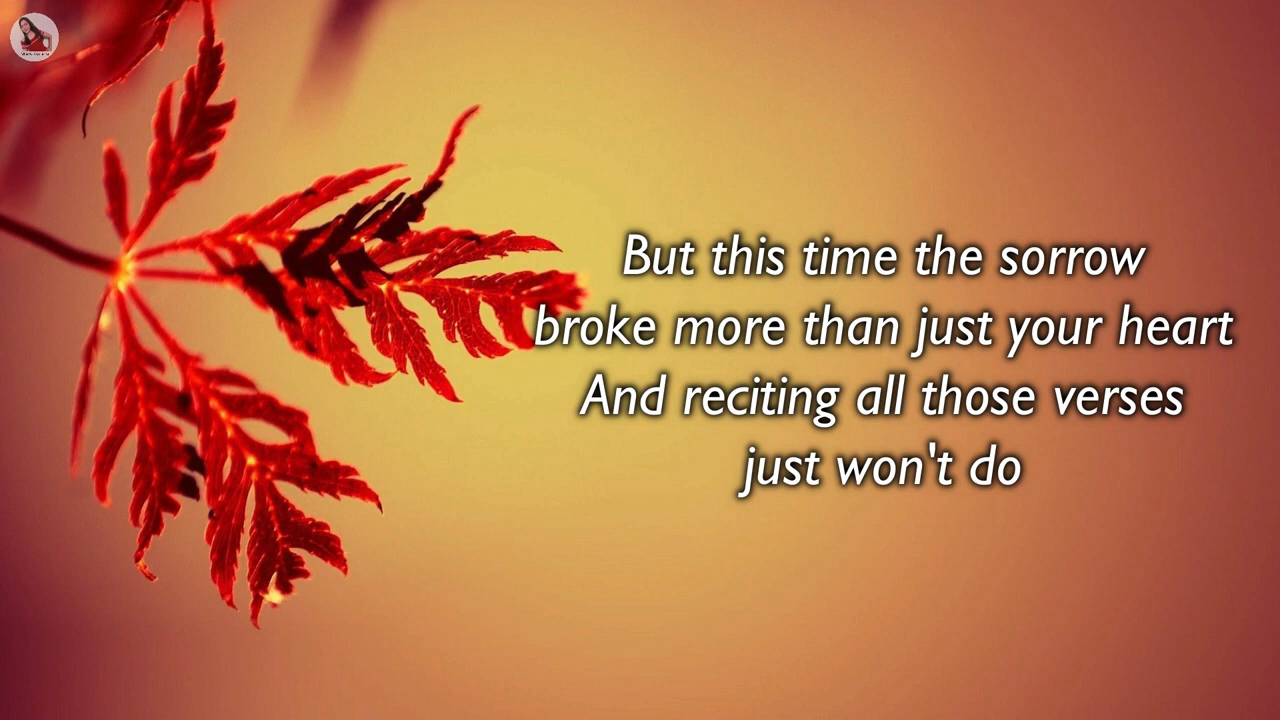 But this time the sorrow
broke more than just your heart
And reciting all those verses
just won't do